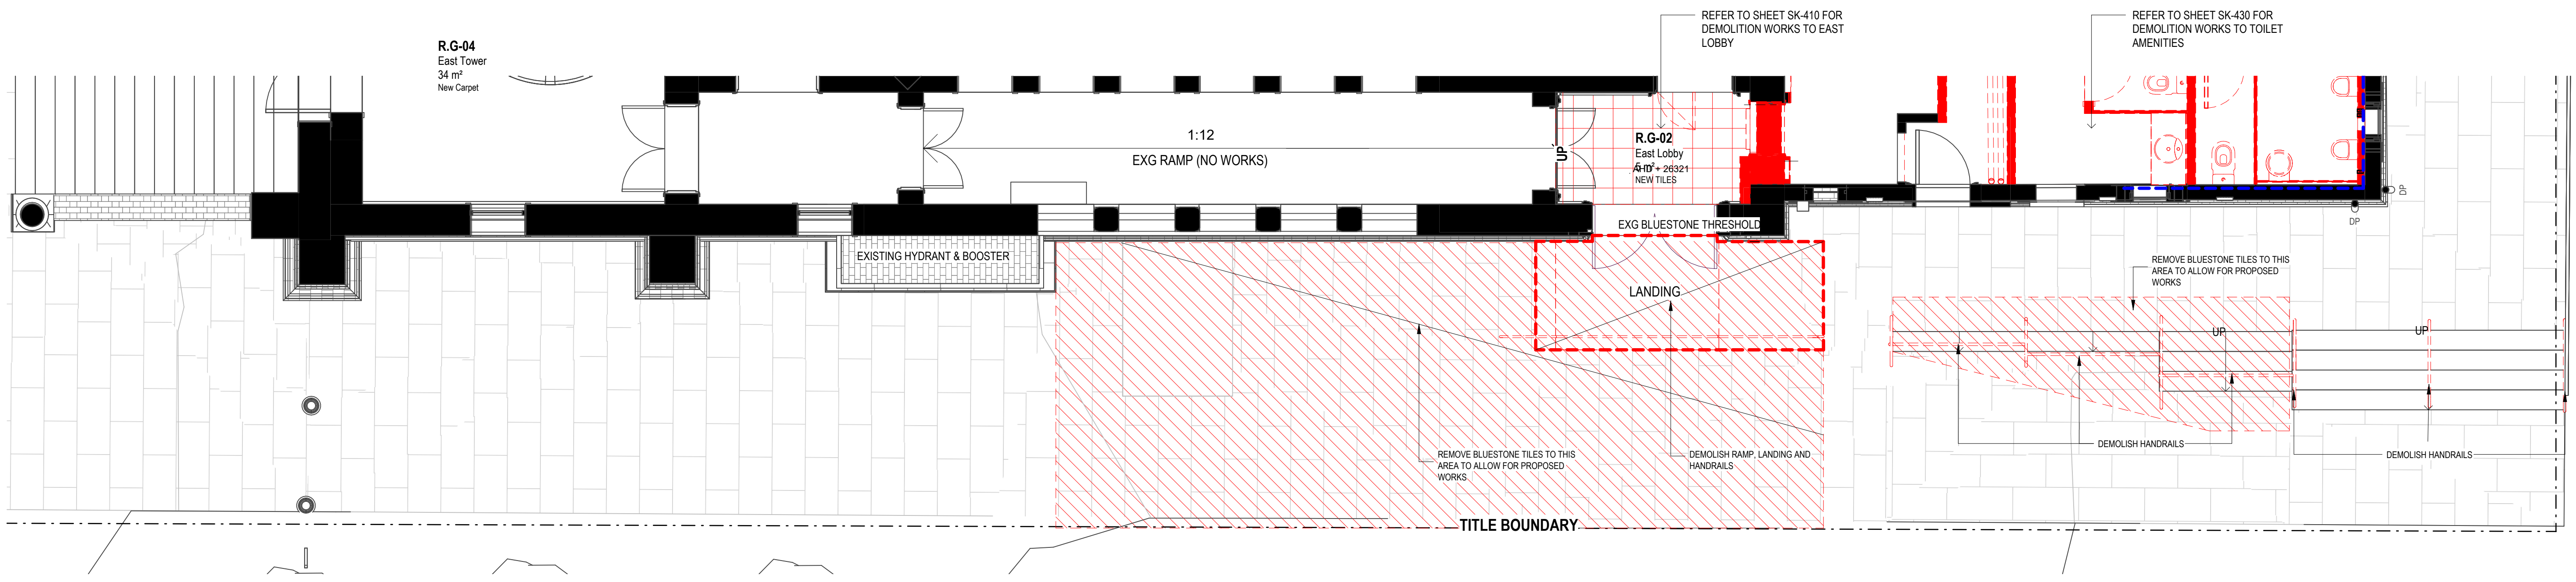 REFER TO SHEET SK-410 FOR
DEMOLITION WORKS TO EAST
LOBBY
REFER TO SHEET SK-430 FOR
DEMOLITION WORKS TO TOILET
AMENITIES
R.G-04
East Tower
34 m²
New Carpet
1:12
EXG RAMP (NO WORKS)
UP
R.G-02
East Lobby
5 m²
AHD + 26321
NEW TILES
DP
DP
EXG BLUESTONE THRESHOLD
EXISTING HYDRANT & BOOSTER
LANDING
REMOVE BLUESTONE TILES TO THIS
AREA TO ALLOW FOR PROPOSED
WORKS
UP
UP
DEMOLISH HANDRAILS
DEMOLISH HANDRAILS
REMOVE BLUESTONE TILES TO THIS
AREA TO ALLOW FOR PROPOSED
WORKS
DEMOLISH RAMP, LANDING AND
HANDRAILS
TITLE BOUNDARY